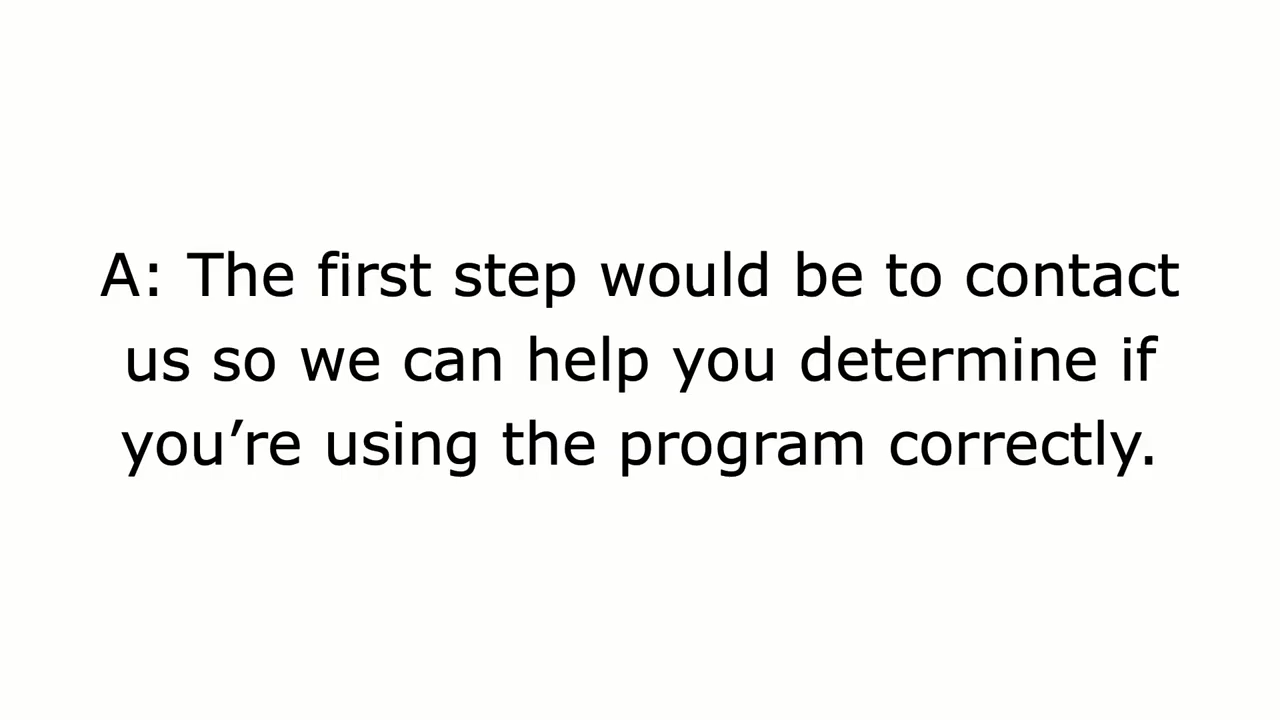 A: The first step would be to contact
us so we can help you determine if
you’re using the program correctly.